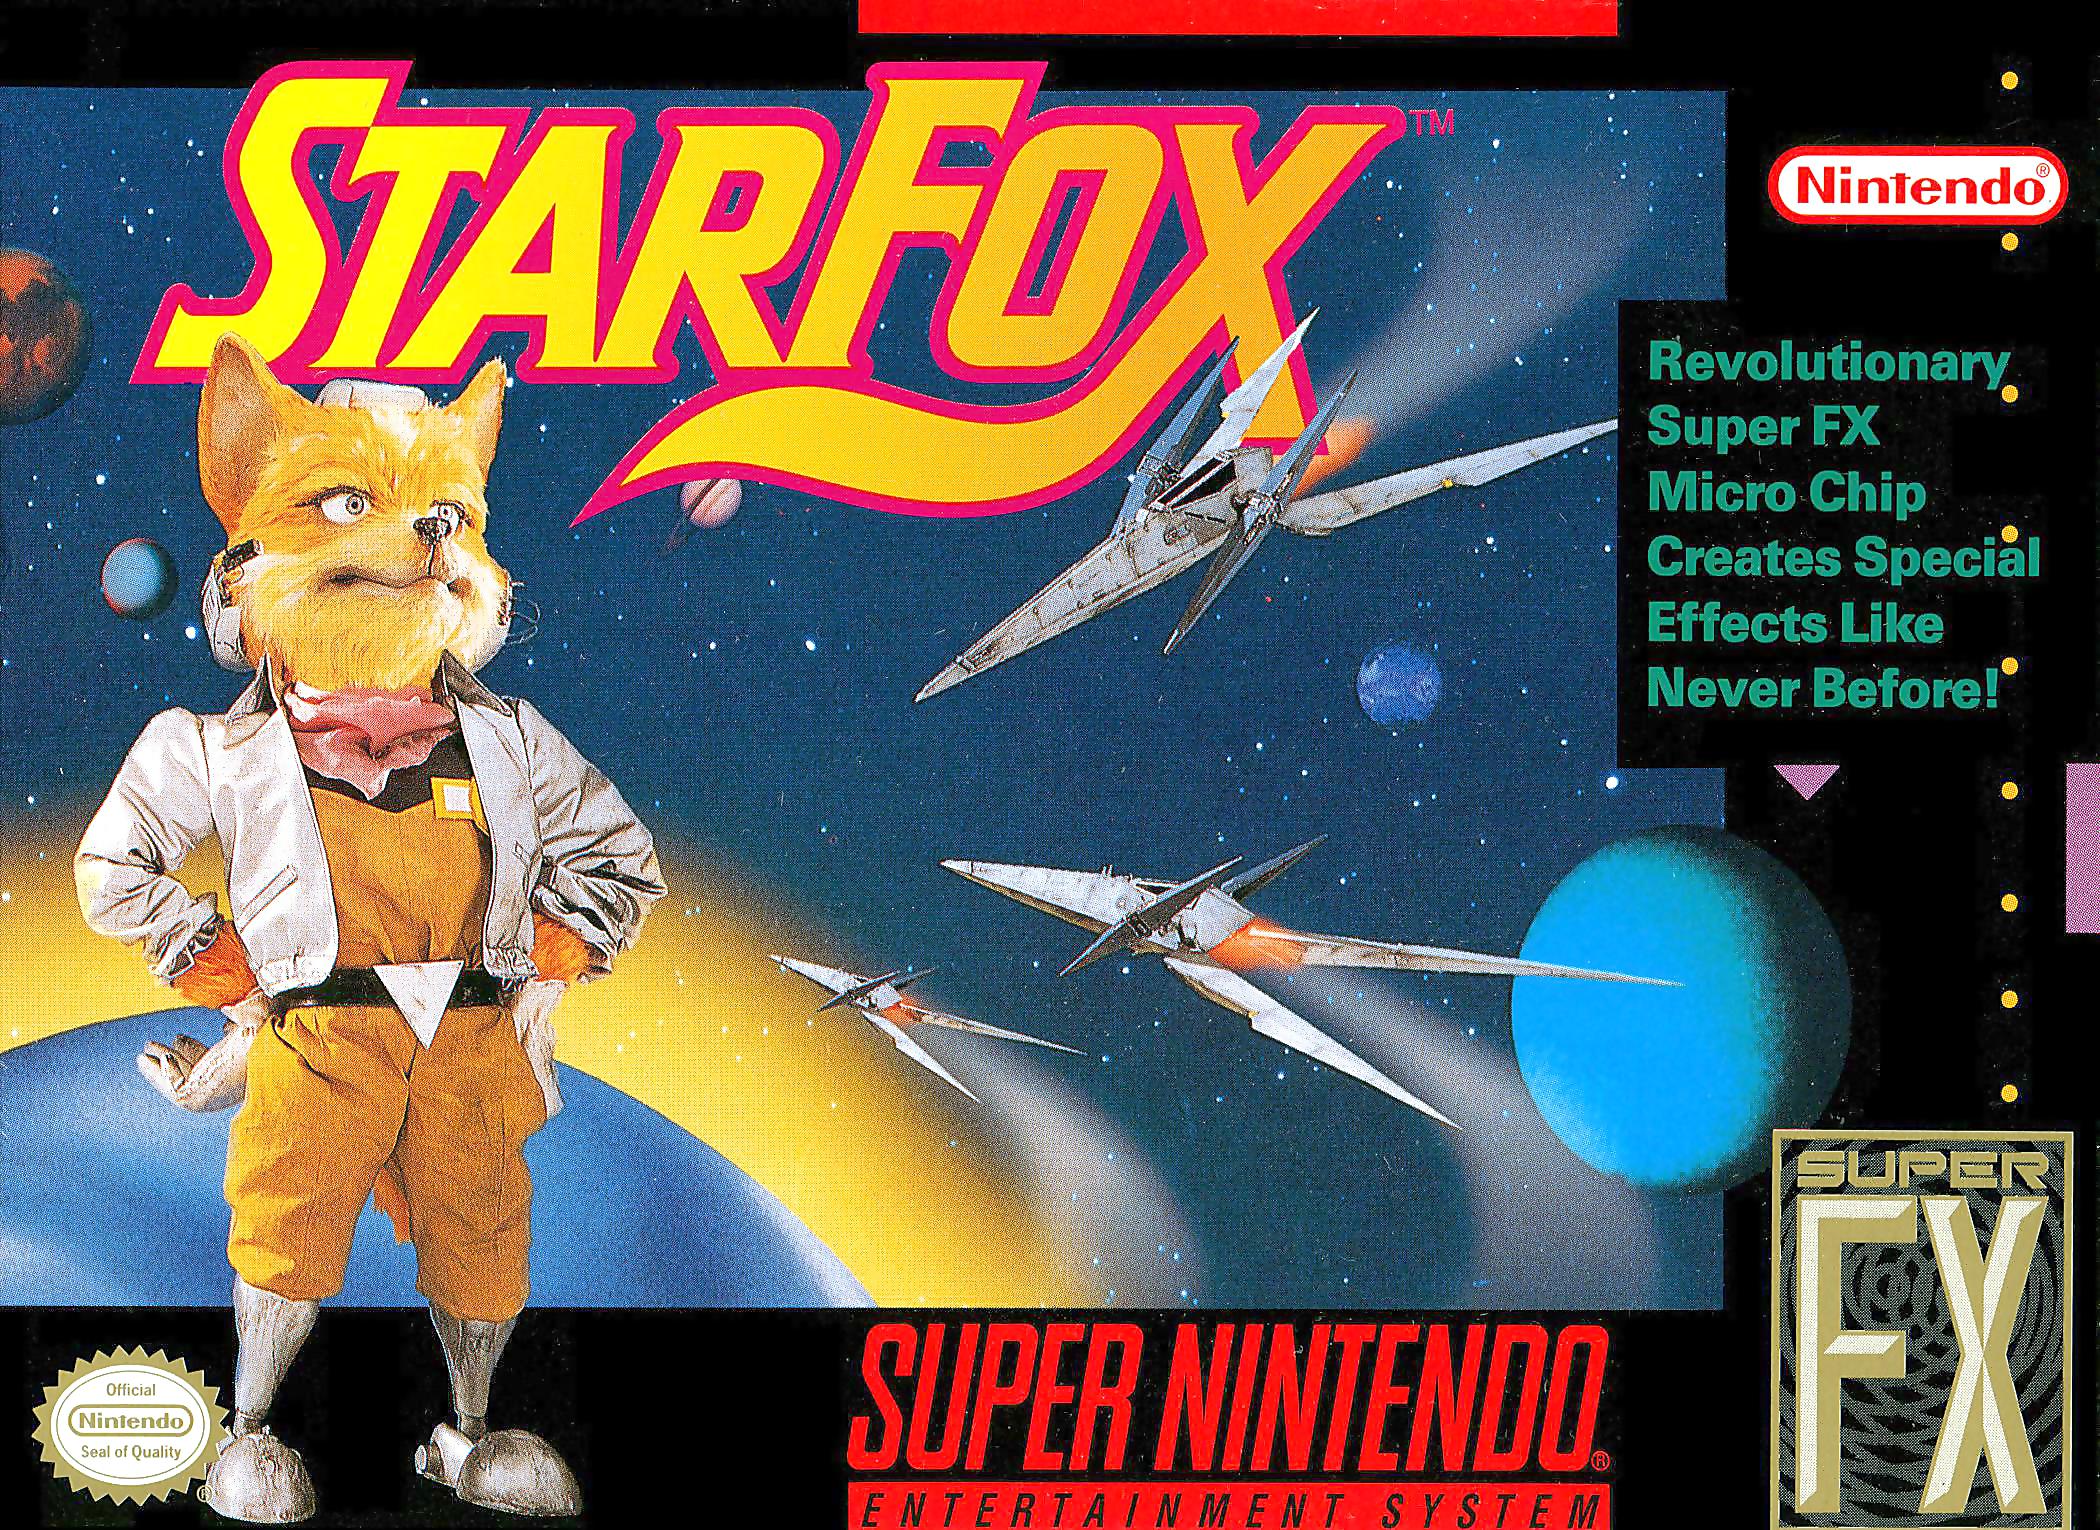 STARFOX™
Nintendo®
Revolutionary
Super FX
Micro Chip
Creates Special
Effects Like
Never Before!
SUPER
FX
Official
Nintendo
Seal of Quality
®
SUPER NINTENDO®
ENTERTAINMENT SYSTEM